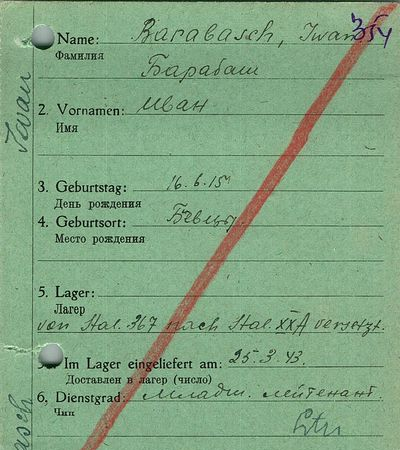 354
Name: Barabasch, Iwan
Фамилия
Барабаш
2. Vornamen: Иван
Имя
3. Geburtstag: 16.6.15
День рождения
4. Geburtsort:
Место рождения
5. Lager:
Лагер
von Stal. 367 nach Stal. XXA versetzt.
Im Lager eingeliefert am: 25.3.43.
Доставлен в лагер (число)
6, Dienstgrad: Младш. лейтенант.
Чин
Iwan